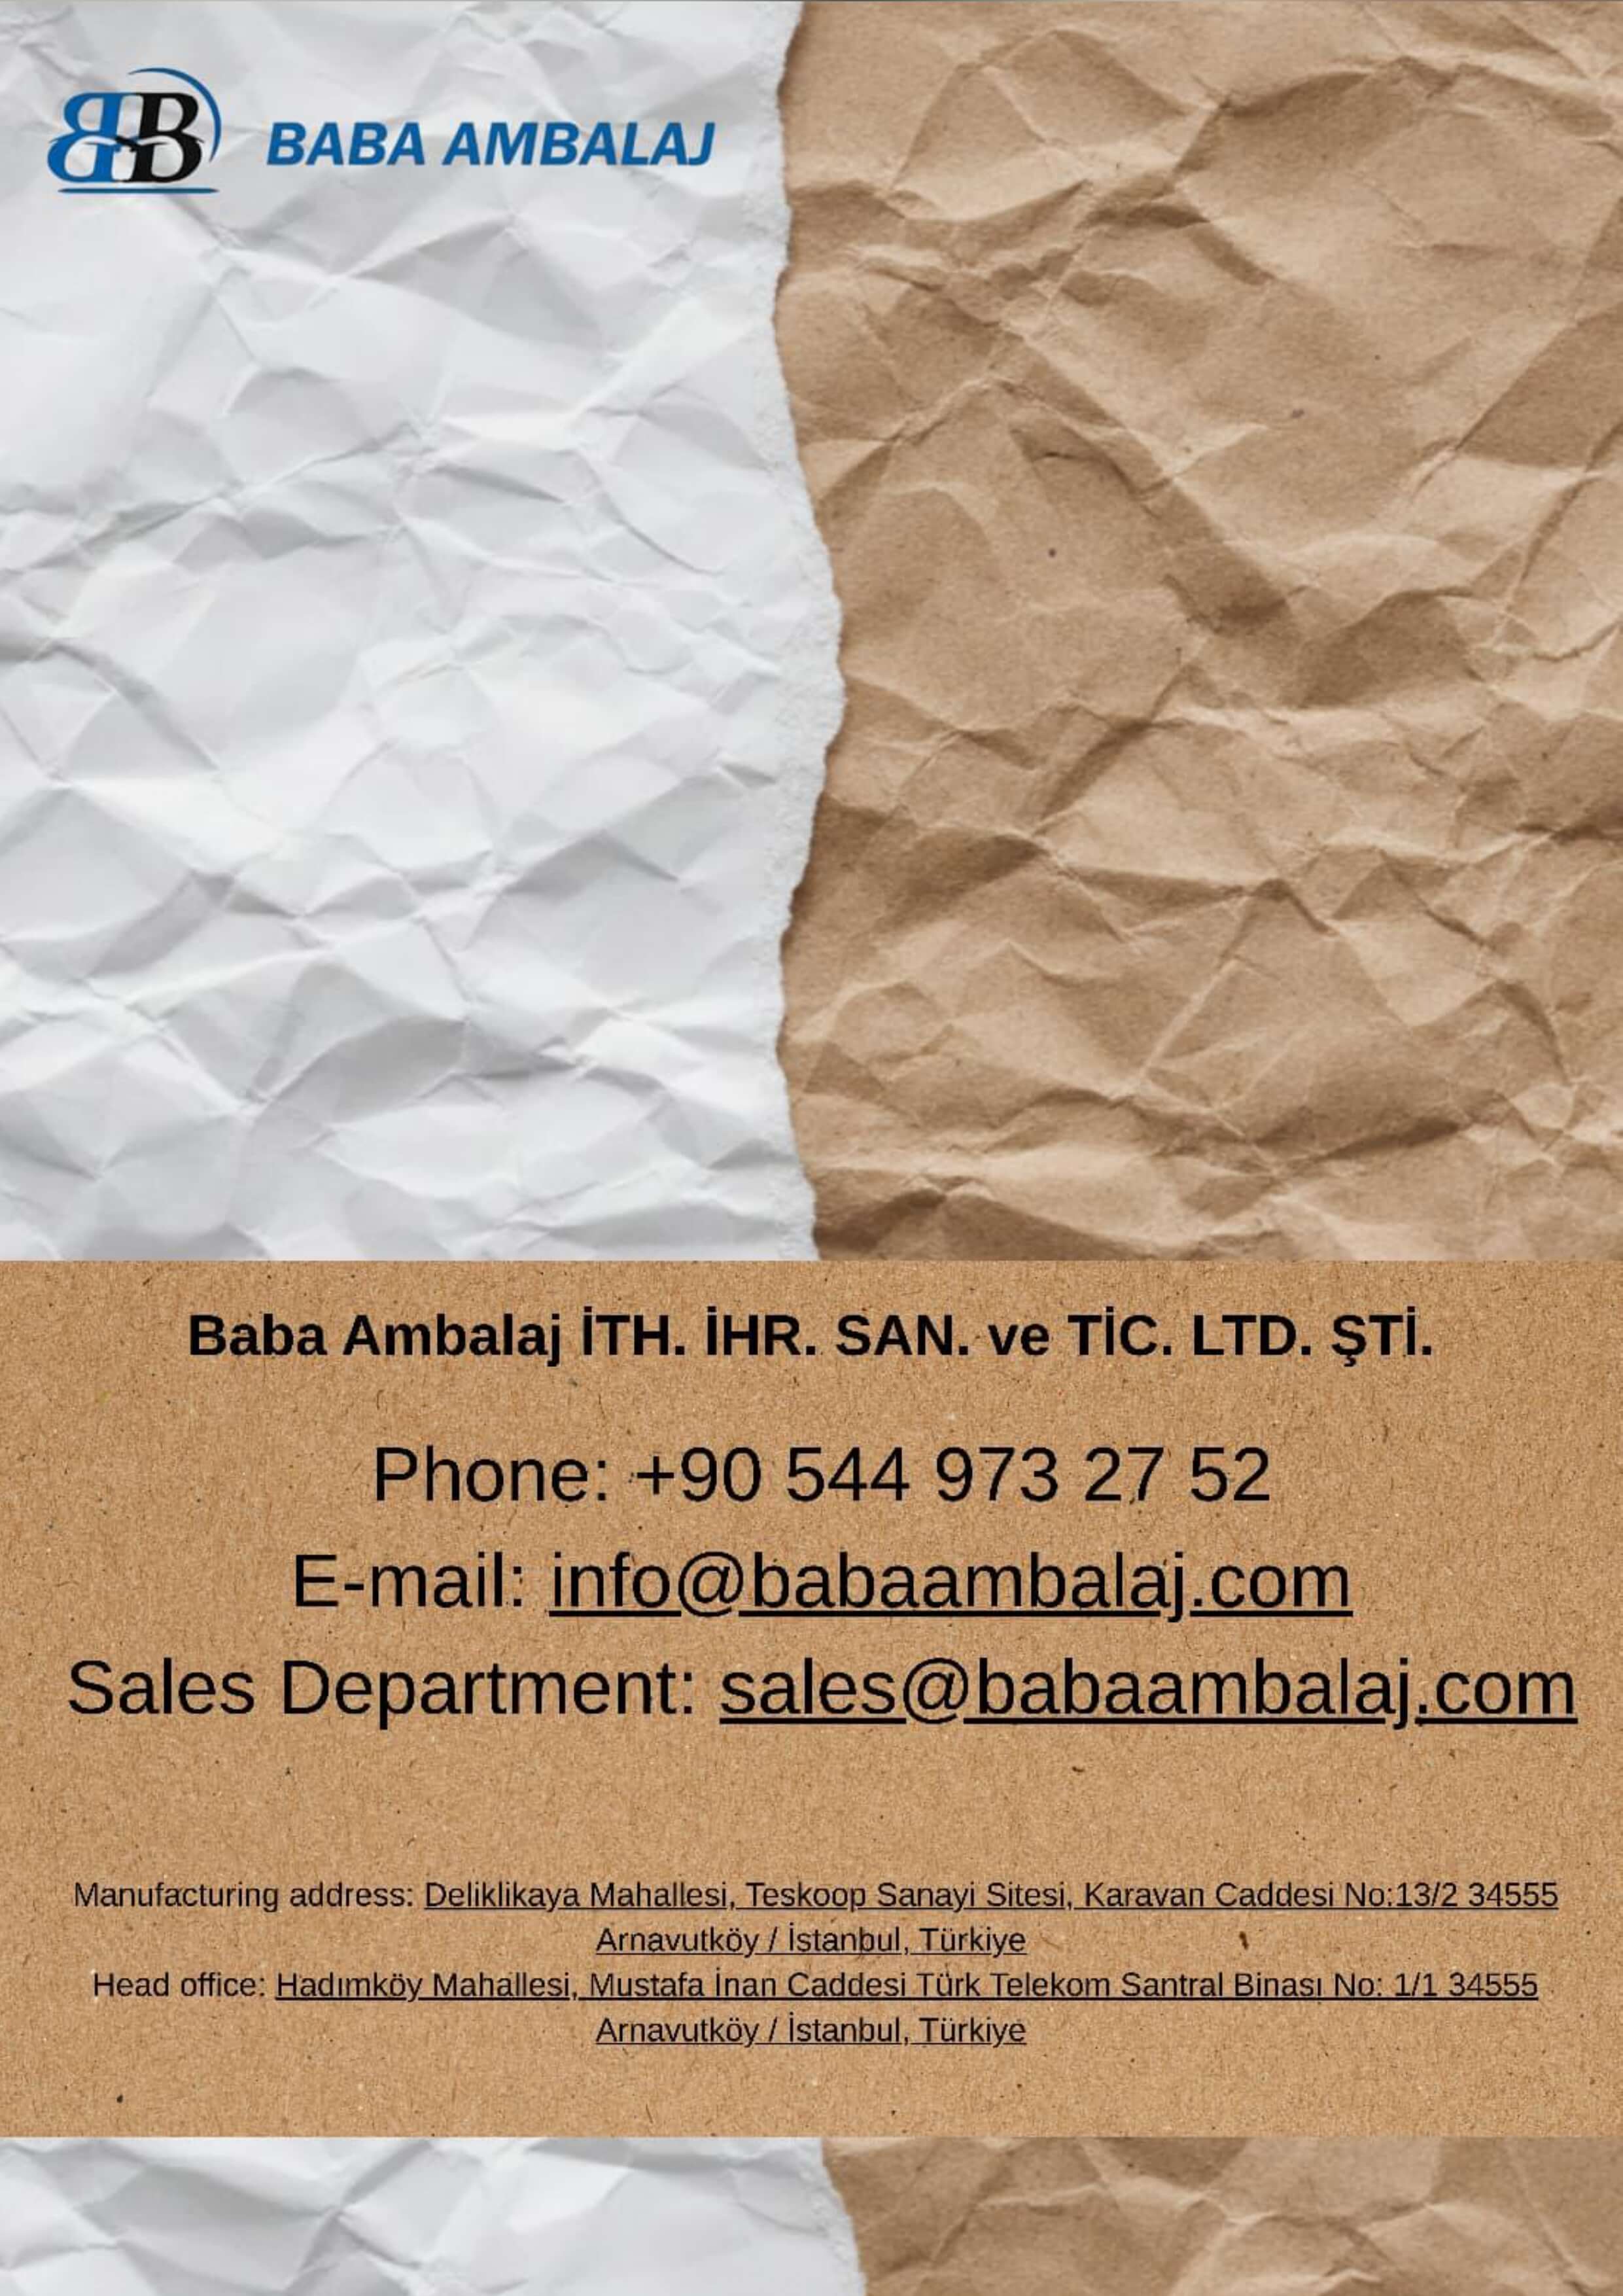 BB BABA AMBALAJ
Baba Ambalaj İTH. İHR. SAN. ve TİC. LTD. ŞTİ.
Phone: +90 544 973 27 52
E-mail: info@babaambalaj.com
Sales Department: sales@babaambalaj.com
Manufacturing address: Deliklikaya Mahallesi, Teskoop Sanayi Sitesi, Karavan Caddesi No:13/2 34555
Arnavutköy / İstanbul, Türkiye
Head office: Hadımköy Mahallesi, Mustafa İnan Caddesi Türk Telekom Santral Binası No: 1/1 34555
Arnavutköy / İstanbul, Türkiye